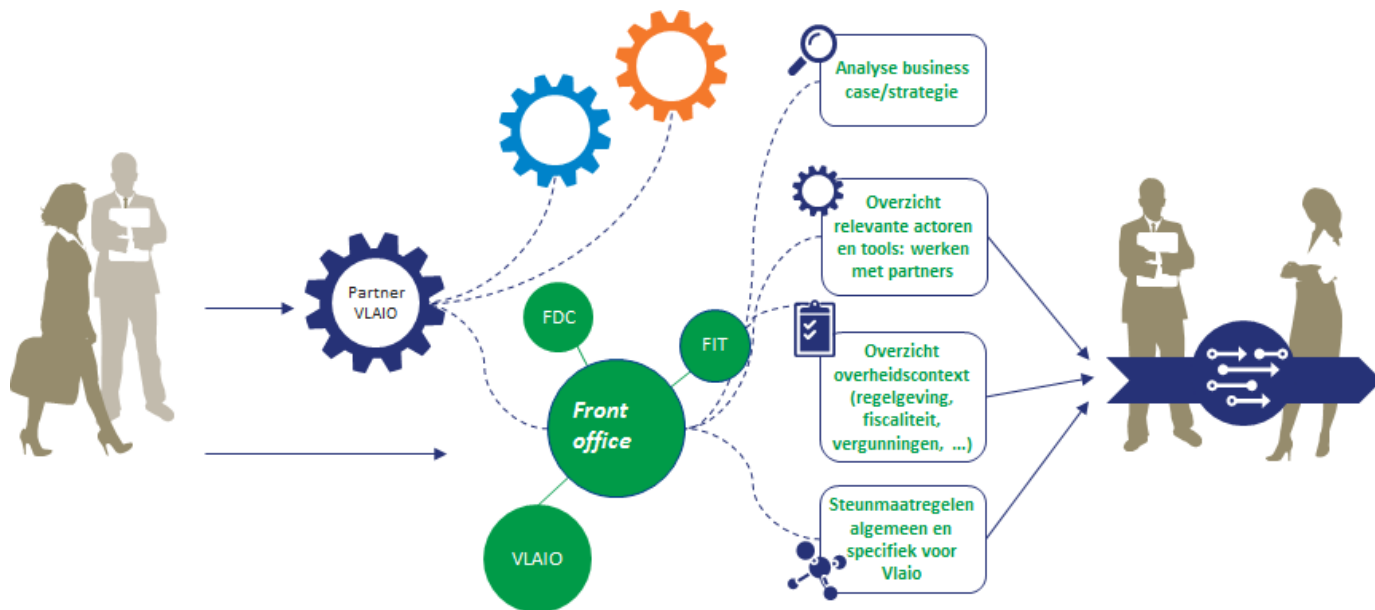 Analyse business
case/strategie
Overzicht
relevante actoren
en tools: werken
met partners
Partner
VLAIO
FDC
FIT
Front
office
VLAIO
Overzicht
overheidscontext
(regelgeving,
fiscaliteit,
vergunningen, ...)
Steunmaatregelen
algemeen en
specifiek voor
Vlaio